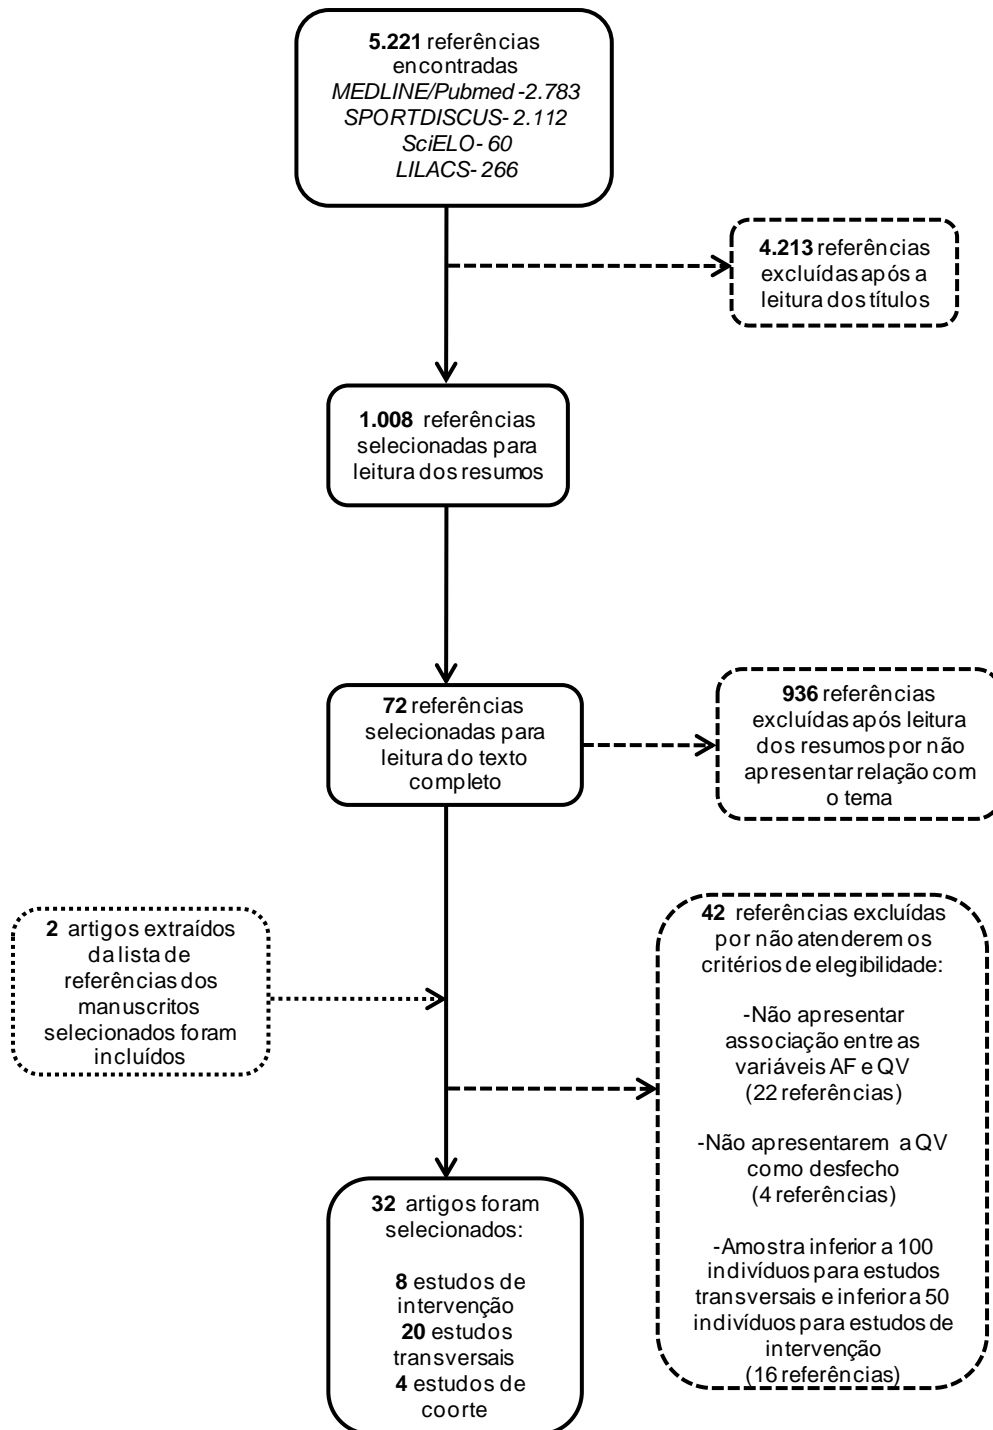 5.221 referências
encontradas
MEDLINE/Pubmed -2.783
SPORTDISCUS- 2.112
SciELO- 60
LILACS- 266
4.213 referências
excluídas após a
leitura dos títulos
1.008 referências
selecionadas para
leitura dos resumos
72 referências
selecionadas para
leitura do texto
completo
936 referências
excluídas após leitura
dos resumos por não
apresentar relação com
o tema
2 artigos extraídos
da lista de
referências dos
manuscritos
selecionados foram
incluídos
42 referências excluídas
por não atenderem os
critérios de elegibilidade:
-Não apresentar
associação entre as
variáveis AF e QV
(22 referências)
-Não apresentarem a QV
como desfecho
(4 referências)
-Amostra inferior a 100
indivíduos para estudos
transversais e inferior a 50
indivíduos para estudos de
intervenção
(16 referências)
32 artigos foram
selecionados:
8 estudos de
intervenção
20 estudos
transversais
4 estudos de
coorte